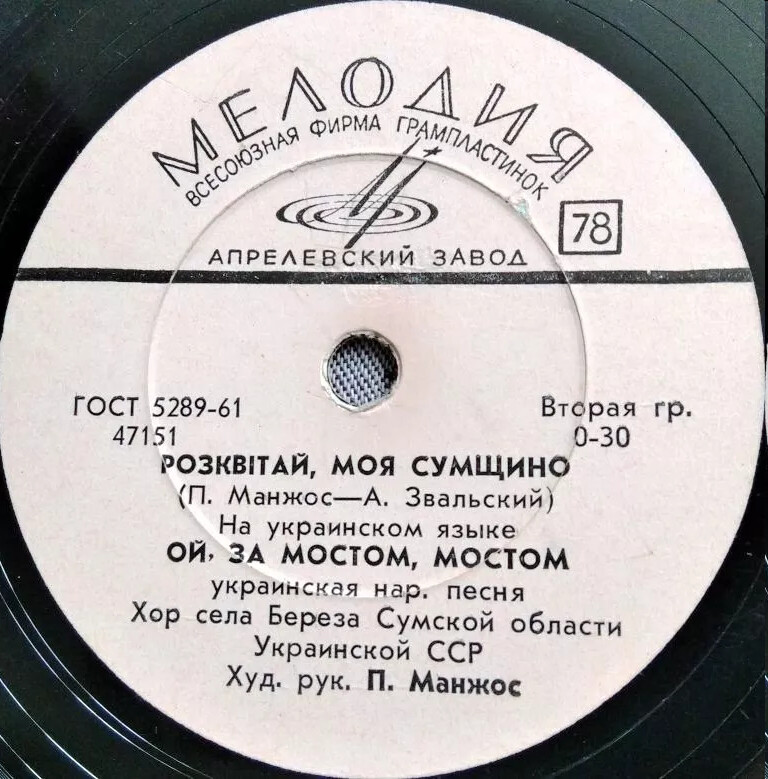 МЕЛОДИЯ
ВСЕСОЮЗНАЯ ФИРМА ГРАМПЛАСТИНОК
78
АПРЕЛЕВСКИЙ ЗАВОД
ГОСТ 5289-61 Вторая гр.
47151 0-30
РОЗКВІТАЙ, МОЯ СУМЩИНО
(П. Манжос—А. Звальский)
На украинском языке
ОЙ, ЗА МОСТОМ, МОСТОМ
украинская нар. песня
Хор села Береза Сумской области
Украинской ССР
Худ. рук. П. Манжос